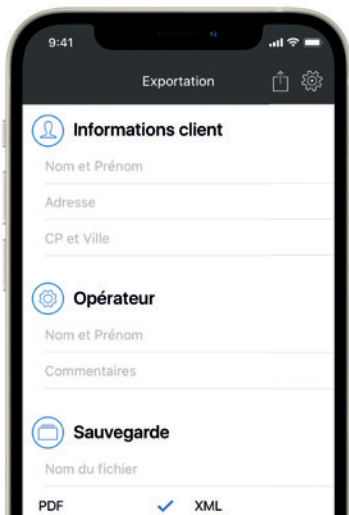 9:41
Exportation
Informations client
Nom et Prénom
Adresse
CP et Ville
Opérateur
Nom et Prénom
Commentaires
Sauvegarde
Nom du fichier
PDF XML